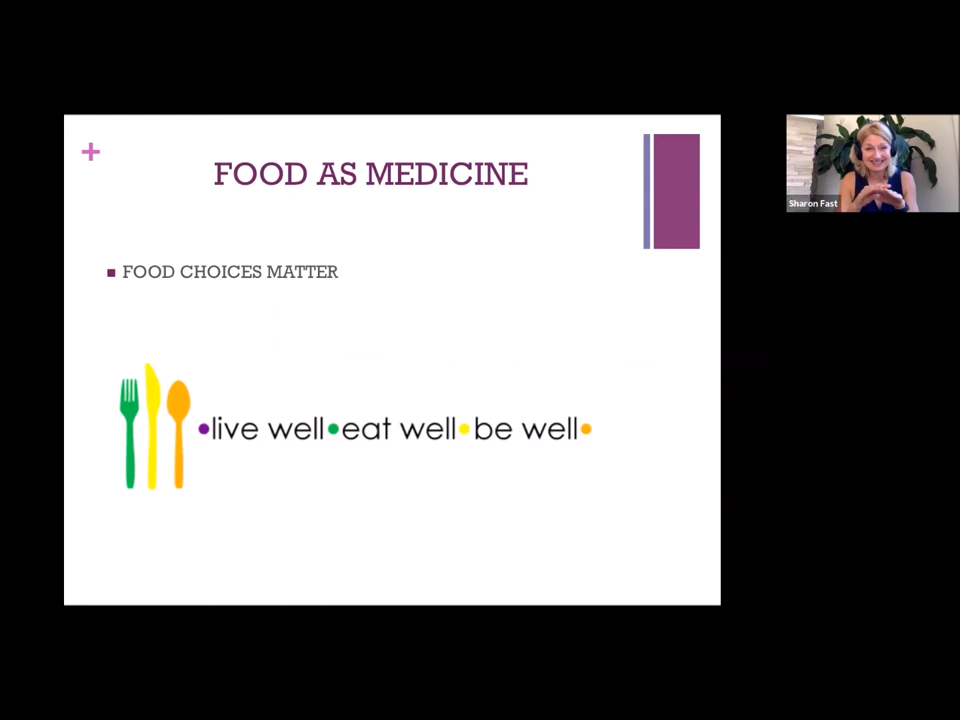 +
FOOD AS MEDICINE
FOOD CHOICES MATTER
•live well•eat well•be well•
Sharon Fast